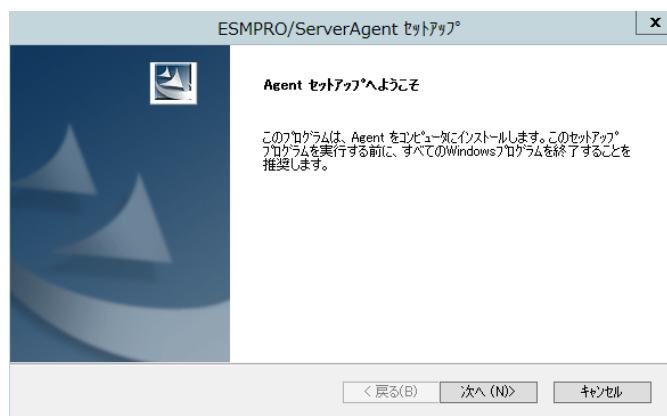 ESMPRO/ServerAgent ｾｯﾄｱｯﾌﾟ
x
Agent ｾｯﾄｱｯﾌﾟへようこそ
このﾌﾟﾛｸﾞﾗﾑは、Agent をｺﾝﾋﾟｭｰﾀにｲﾝｽﾄｰﾙします。このｾｯﾄｱｯﾌﾟ
ﾌﾟﾛｸﾞﾗﾑを実行する前に、すべてのWindowsﾌﾟﾛｸﾞﾗﾑを終了することを
推奨します。
< 戻る(B)
次へ (N)>
ｷｬﾝｾﾙ